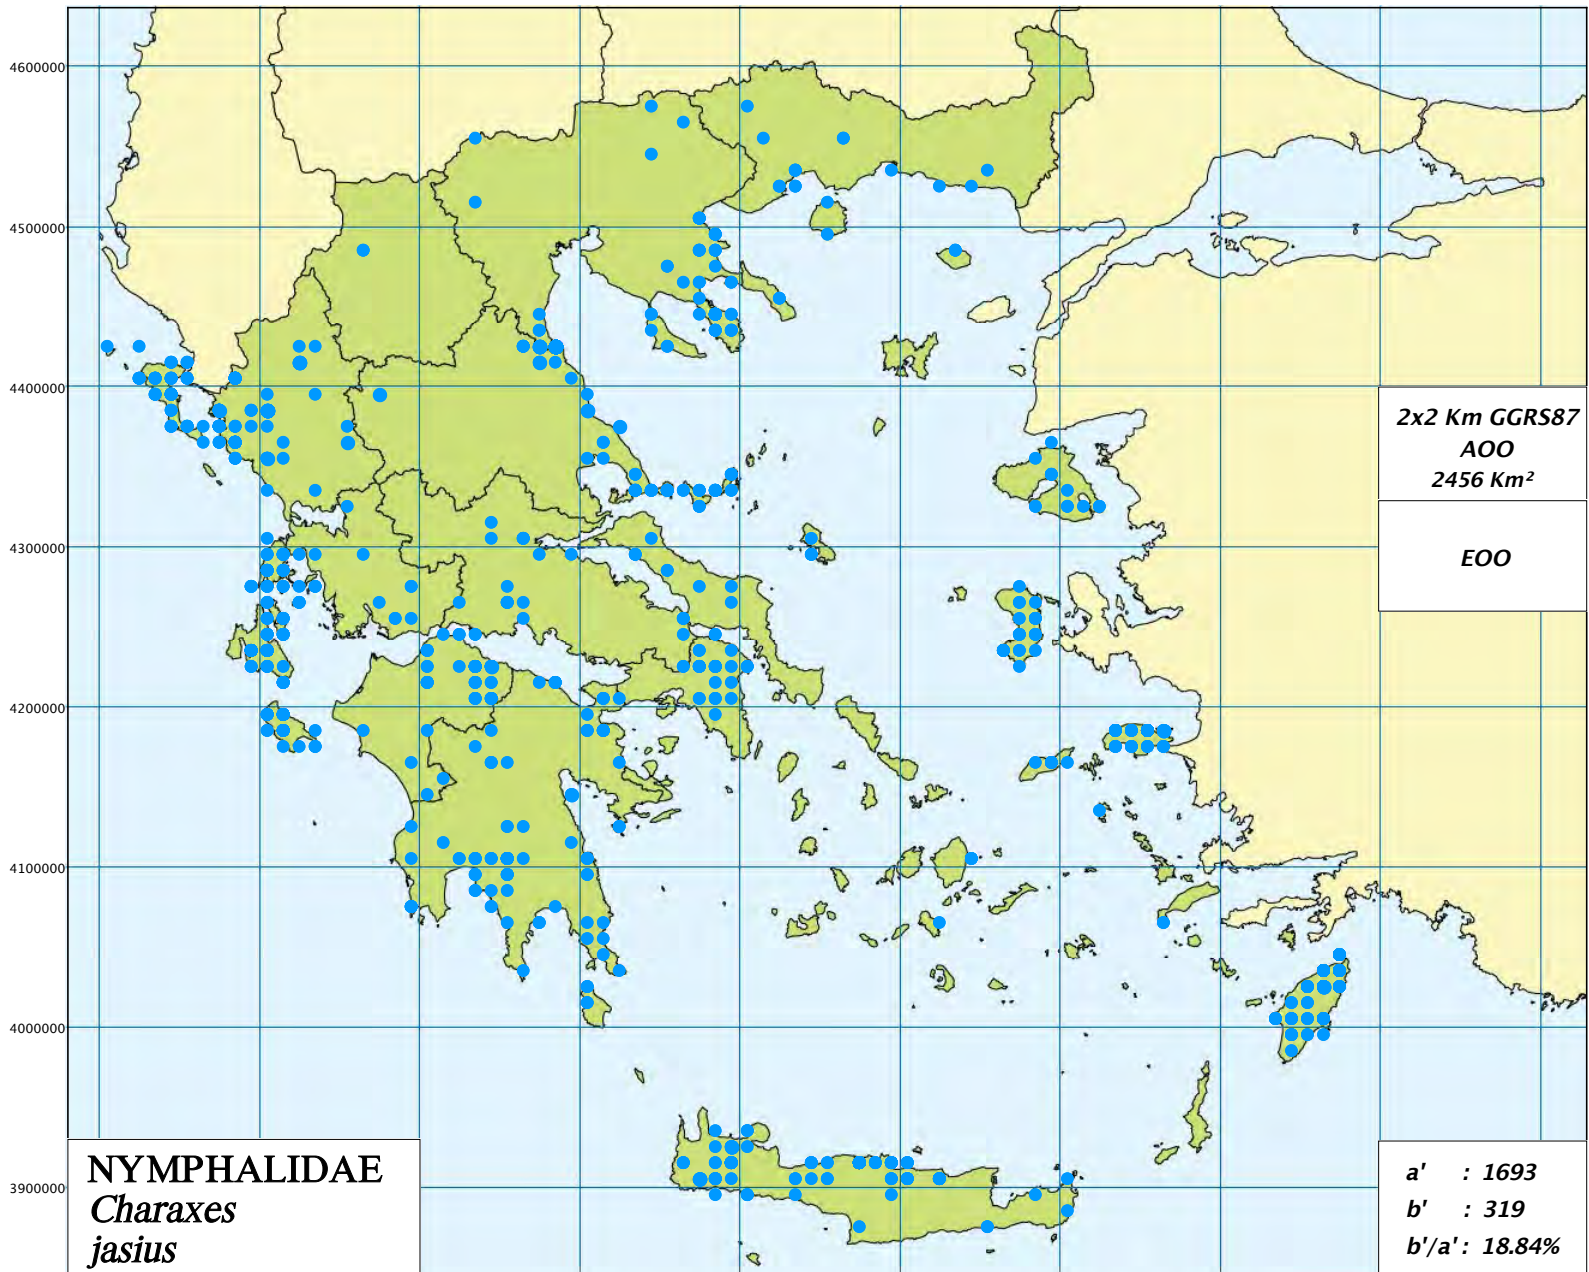 4600000
4500000
4400000
4300000
4200000
4100000
4000000
3900000
2x2 Km GGRS87
AOO
2456 Km²
EOO
NYMPHALIDAE
Charaxes
jasius
a' : 1693
b' : 319
b'/a' : 18.84%